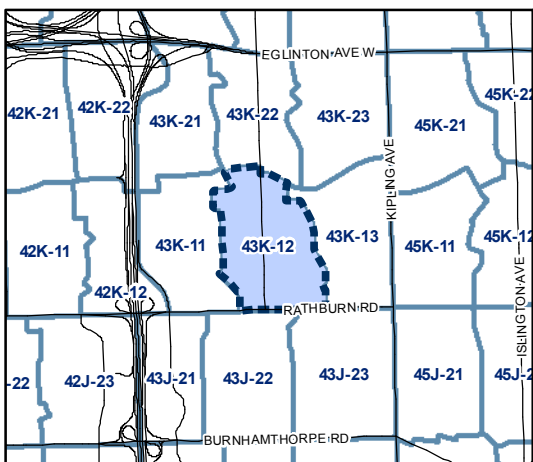 EGLINTON AVE W
45K-22
42K-21
42K-22
43K-21
43K-22
43K-23
45K-21
KIPLING AVE
42K-11
43K-11
43K-12
43K-13
45K-11
45K-12
42K-12
RATHBURN RD
ISLINGTON AVE
-22
42J-23
43J-21
43J-22
43J-23
45J-21
45J-2
BURNHAMTHORPE RD